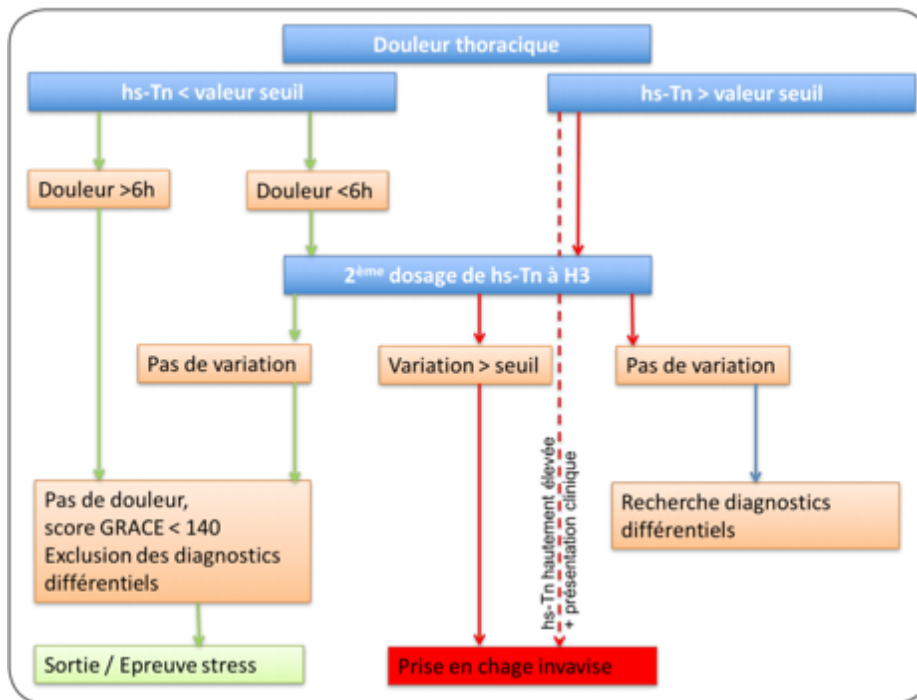 Douleur thoracique
hs-Tn < valeur seuil
hs-Tn > valeur seuil
Douleur >6h
Douleur <6h
2ème dosage de hs-Tn à H3
Pas de variation
Variation > seuil
Pas de variation
hs-Tn hautement élevée
+ présentation clinique
Pas de douleur,
score GRACE < 140
Exclusion des diagnostics
différentiels
Recherche diagnostics
différentiels
Sortie / Epreuve stress
Prise en chage invavise